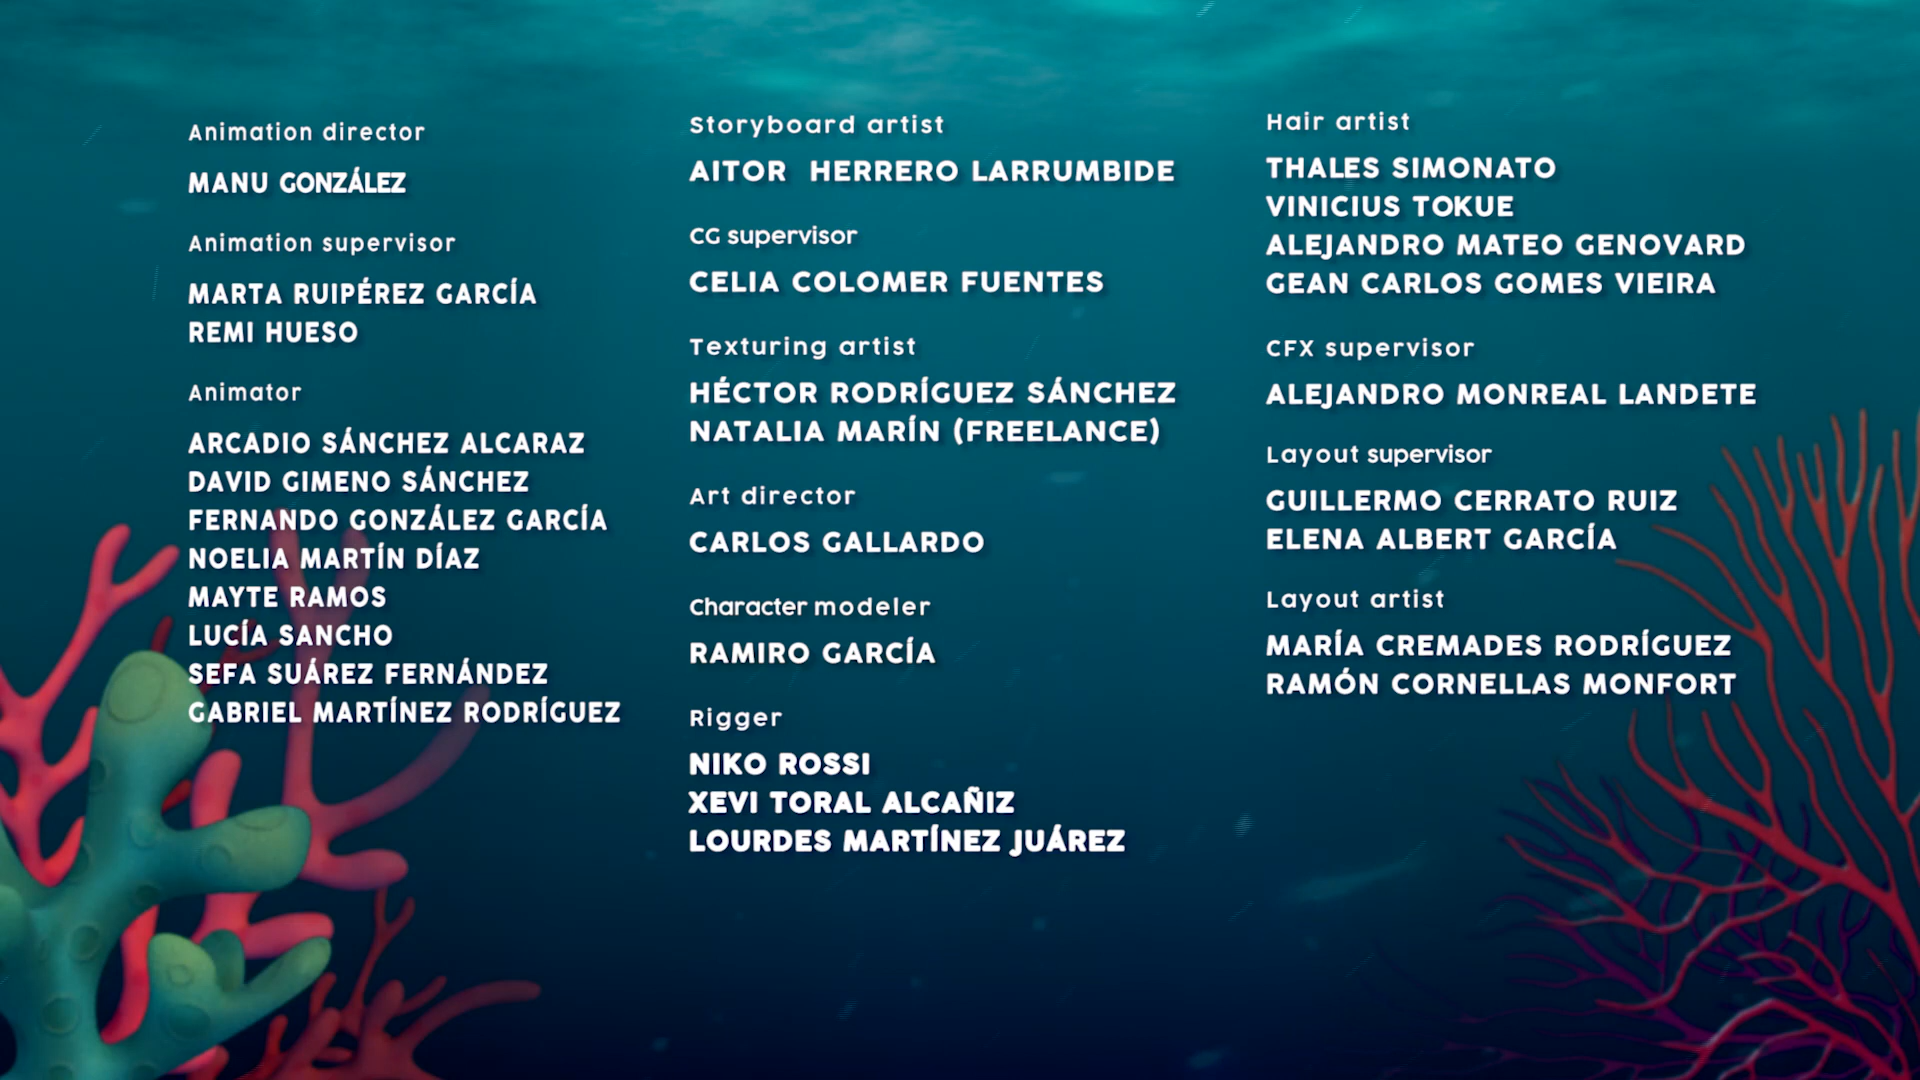 Animation director
MANU GONZÁLEZ
Animation supervisor
MARTA RUIPÉREZ GARCÍA
REMI HUESO
Animator
ARCADIO SÁNCHEZ ALCARAZ
DAVID GIMENO SÁNCHEZ
FERNANDO GONZÁLEZ GARCÍA
NOELIA MARTÍN DÍAZ
MAYTE RAMOS
LUCÍA SANCHO
SEFA SUÁREZ FERNÁNDEZ
GABRIEL MARTÍNEZ RODRÍGUEZ
Storyboard artist
AITOR HERRERO LARRUMBIDE
CG supervisor
CELIA COLOMER FUENTES
Texturing artist
HÉCTOR RODRÍGUEZ SÁNCHEZ
NATALIA MARÍN (FREELANCE)
Art director
CARLOS GALLARDO
Character modeler
RAMIRO GARCÍA
Rigger
NIKO ROSSI
XEVI TORAL ALCAÑIZ
LOURDES MARTÍNEZ JUÁREZ
Hair artist
THALES SIMONATO
VINICIUS TOKUE
ALEJANDRO MATEO GENOVARD
GEAN CARLOS GOMES VIEIRA
CFX supervisor
ALEJANDRO MONREAL LANDETE
Layout supervisor
GUILLERMO CERRATO RUIZ
ELENA ALBERT GARCÍA
Layout artist
MARÍA CREMADES RODRÍGUEZ
RAMÓN CORNELLAS MONFORT